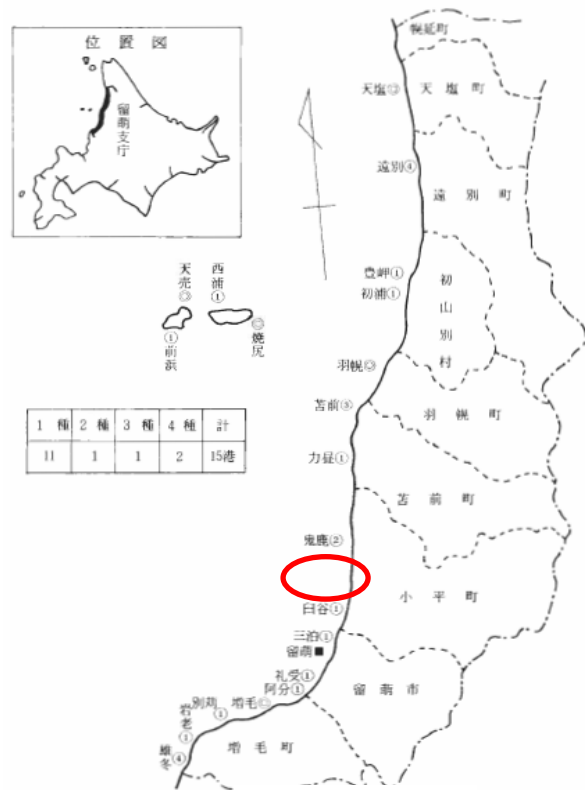 位置図
留萌支庁
幌延町
天塩◎
天塩町
遠別④
遠別町
豊岬①
初浦①
初山別村
天売◎
西浦①
①前浜
◎焼尻
羽幌◎
羽幌町
苫前③
力昼①
苫前町
1種 2種 3種 4種 計
11 1 1 2 15港
鬼鹿②
小平町
臼谷①
三泊①
留萌■
礼受①
阿分①
留萌市
増毛◎
別苅①
岩老①
雄冬④
増毛町